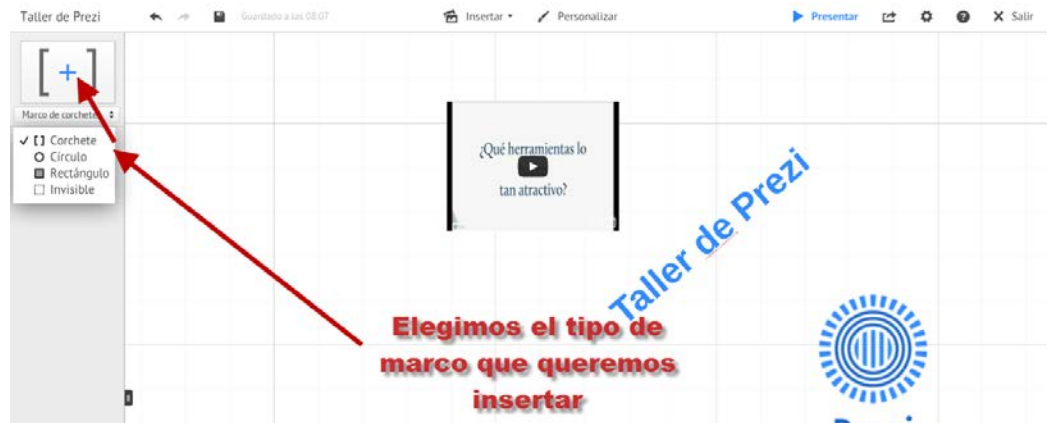 Taller de Prezi
Guardado a las 08:07
Insertar
Personalizar
Presentar
Salir
Marco de corchetes
Corchete
Círculo
Rectángulo
Invisible
¿Qué herramientas lo
tan atractivo?
Taller de Prezi
Elegimos el tipo de
marco que queremos
insertar